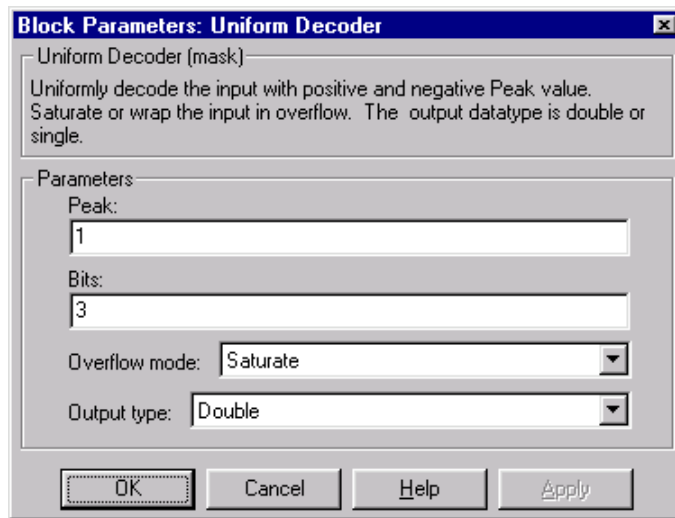 Block Parameters: Uniform Decoder
Uniform Decoder (mask)
Uniformly decode the input with positive and negative Peak value.
Saturate or wrap the input in overflow.  The  output datatype is double or
single.
Parameters
Peak:
1
Bits:
3
Overflow mode: Saturate
Output type: Double
OK Cancel Help Apply